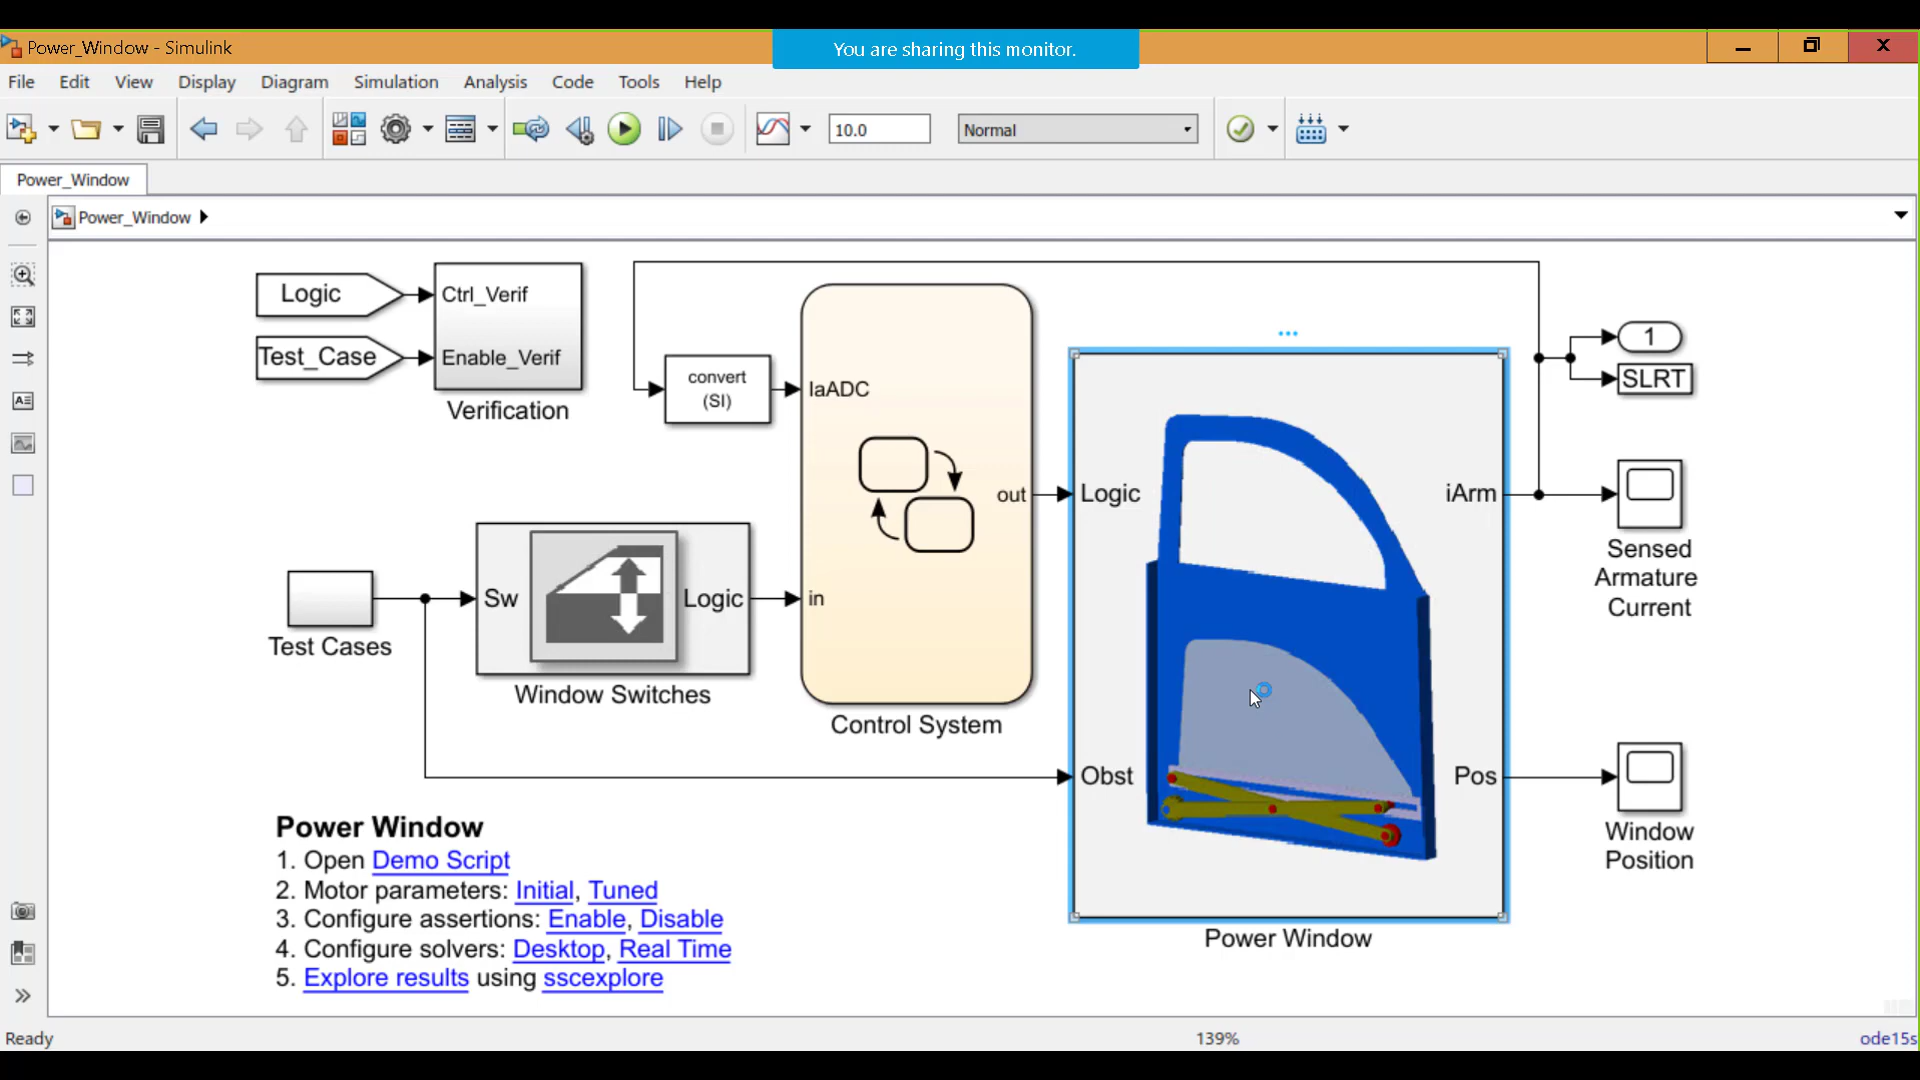 Power_Window - Simulink
You are sharing this monitor.
File Edit View Display Diagram Simulation Analysis Code Tools Help
10.0
Normal
Power_Window
Power_Window
Logic
Ctrl_Verif
Test_Case
Enable_Verif
Verification
convert
(SI)
IaADC
out
in
Control System
Test Cases
Sw
Logic
Window Switches
Logic
iArm
Obst
Pos
Power Window
1
SLRT
Sensed
Armature
Current
Window
Position
Power Window
1. Open Demo Script
2. Motor parameters: Initial, Tuned
3. Configure assertions: Enable, Disable
4. Configure solvers: Desktop, Real Time
5. Explore results using sscexplore
Ready
139%
ode15s